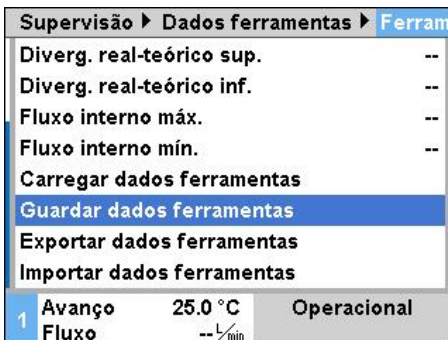 Supervisão ▶ Dados ferramentas ▶ Ferram
Diverg. real-teórico sup. --
Diverg. real-teórico inf. --
Fluxo interno máx. --
Fluxo interno mín. --
Carregar dados ferramentas
Guardar dados ferramentas
Exportar dados ferramentas
Importar dados ferramentas
1 Avanço 25.0 °C Operacional
Fluxo -- L/min